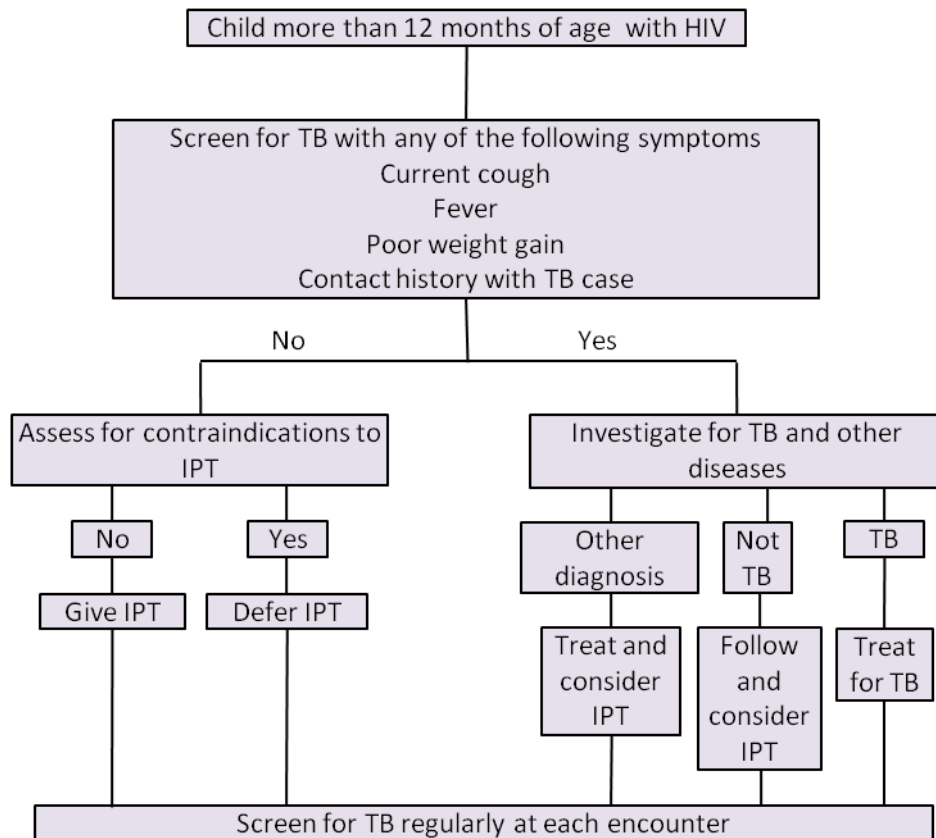 Child more than 12 months of age with HIV
Screen for TB with any of the following symptoms
Current cough
Fever
Poor weight gain
Contact history with TB case
No
Yes
Assess for contraindications to
IPT
Investigate for TB and other
diseases
No
Yes
Other
diagnosis
Not
TB
TB
Give IPT
Defer IPT
Treat and
consider
IPT
Follow
and
consider
IPT
Treat
for TB
Screen for TB regularly at each encounter